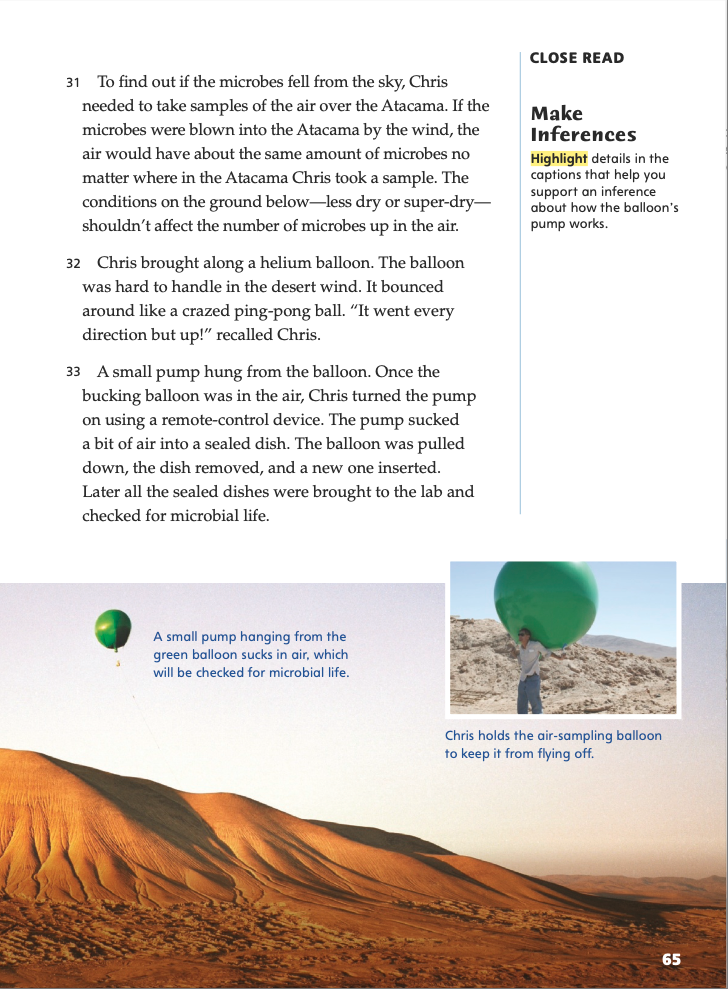 31 To find out if the microbes fell from the sky, Chris
needed to take samples of the air over the Atacama. If the
microbes were blown into the Atacama by the wind, the
air would have about the same amount of microbes no
matter where in the Atacama Chris took a sample. The
conditions on the ground below—less dry or super-dry—
shouldn’t affect the number of microbes up in the air.
32 Chris brought along a helium balloon. The balloon
was hard to handle in the desert wind. It bounced
around like a crazed ping-pong ball. “It went every
direction but up!” recalled Chris.
33 A small pump hung from the balloon. Once the
bucking balloon was in the air, Chris turned the pump
on using a remote-control device. The pump sucked
a bit of air into a sealed dish. The balloon was pulled
down, the dish removed, and a new one inserted.
Later all the sealed dishes were brought to the lab and
checked for microbial life.
CLOSE READ
Make
Inferences
Highlight details in the
captions that help you
support an inference
about how the balloon’s
pump works.
A small pump hanging from the
green balloon sucks in air, which
will be checked for microbial life.
Chris holds the air-sampling balloon
to keep it from flying off.
65